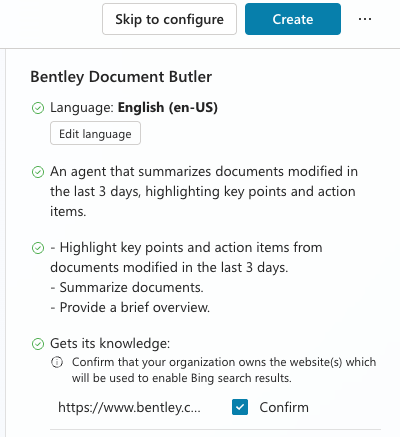 Skip to configure
Create
...
Bentley Document Butler
Language: English (en-US)
Edit language
An agent that summarizes documents modified in
the last 3 days, highlighting key points and action
items.
- Highlight key points and action items from
documents modified in the last 3 days.
- Summarize documents.
- Provide a brief overview.
Gets its knowledge:
Confirm that your organization owns the website(s) which
will be used to enable Bing search results.
https://www.bentley.c...
Confirm